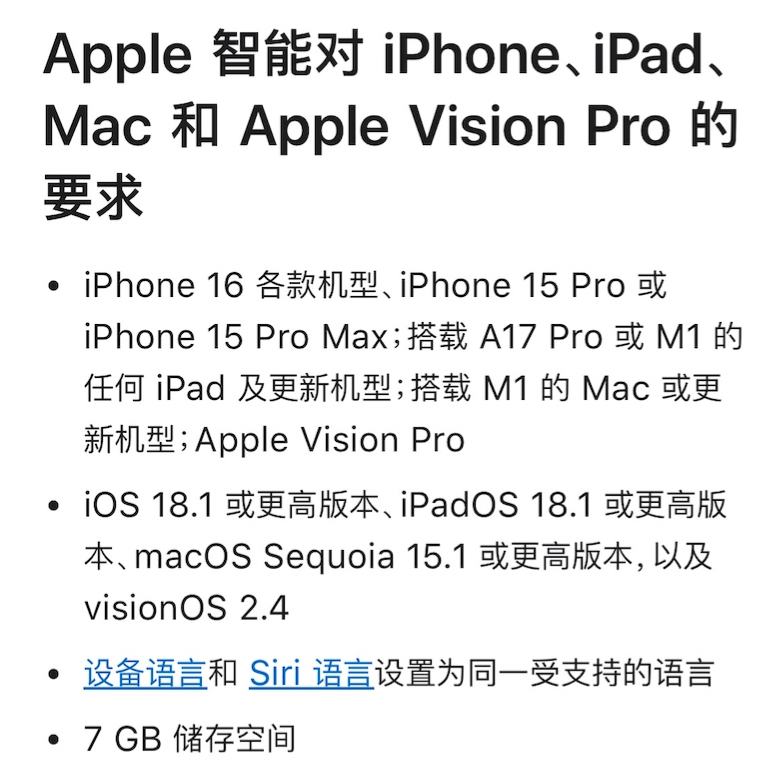 Apple 智能对 iPhone、iPad、
Mac 和 Apple Vision Pro 的
要求
• iPhone 16 各款机型、iPhone 15 Pro 或
iPhone 15 Pro Max；搭载 A17 Pro 或 M1 的
任何 iPad 及更新机型；搭载 M1 的 Mac 或更
新机型；Apple Vision Pro
• iOS 18.1 或更高版本、iPadOS 18.1 或更高版
本、macOS Sequoia 15.1 或更高版本，以及
visionOS 2.4
• 设备语言和 Siri 语言设置为同一受支持的语言
• 7 GB 储存空间